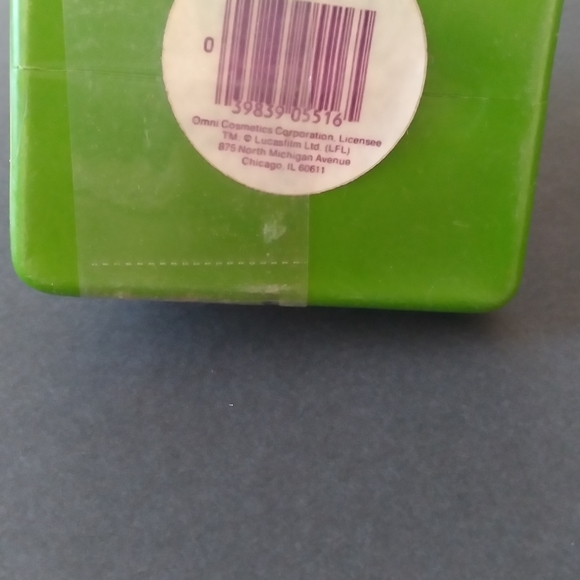 0
39839 05516
Omni Cosmetics Corporation, Licensee
TM. © Lucasfilm Ltd. (LFL)
875 North Michigan Avenue
Chicago, IL 60611